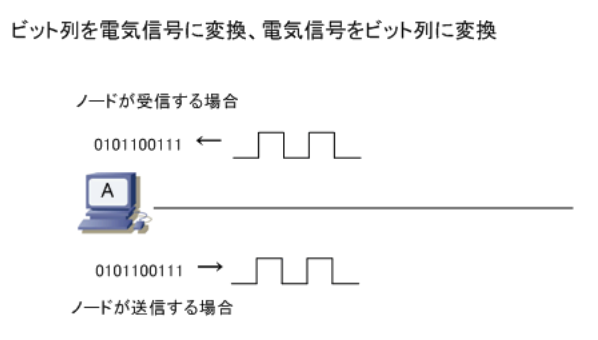 ビット列を電気信号に変換、電気信号をビット列に変換
ノードが受信する場合
0101100111 ←
A
0101100111 →
ノードが送信する場合